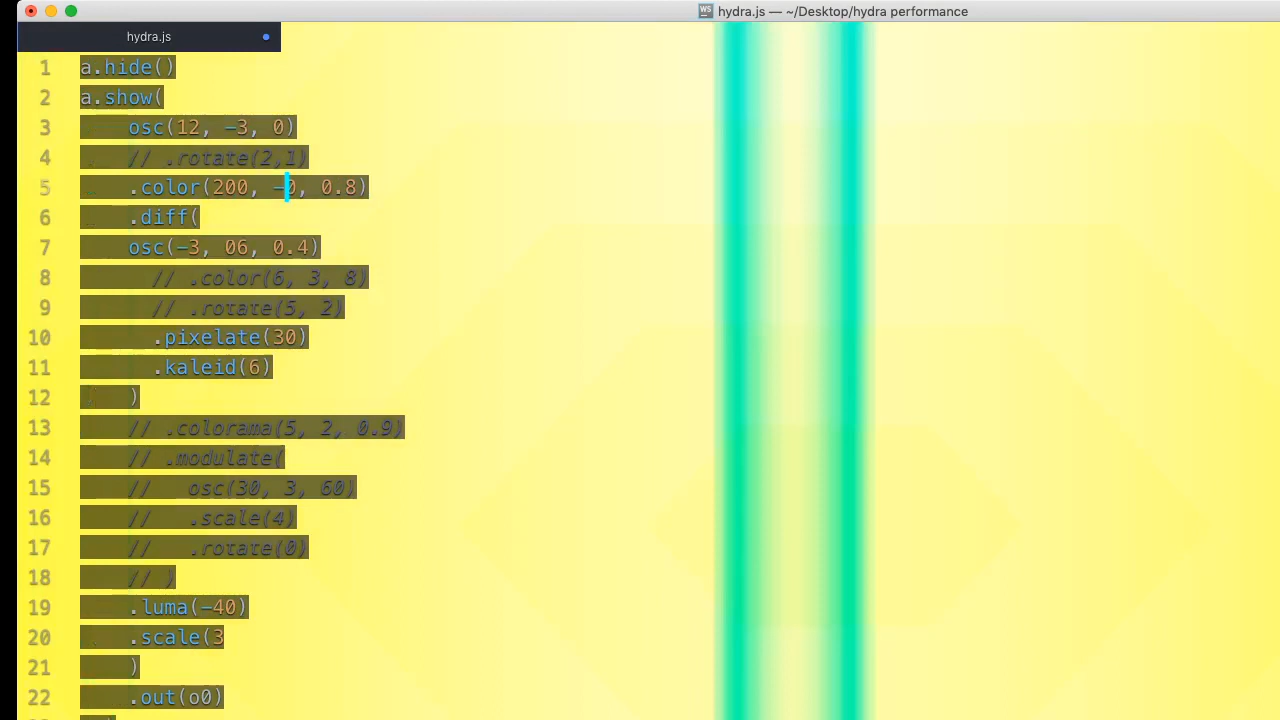 hydra.js — ~/Desktop/hydra performance
hydra.js
1 a.hide()
2 a.show(
3 osc(12, -3, 0)
4 // .rotate(2,1)
5 .color(200, -0, 0.8)
6 .diff(
7 osc(-3, 06, 0.4)
8 // .color(6, 3, 8)
9 // .rotate(5, 2)
10 .pixelate(30)
11 .kaleid(6)
12 )
13 // .colorama(5, 2, 0.9)
14 // .modulate(
15 // osc(30, 3, 60)
16 // .scale(4)
17 // .rotate(0)
18 // )
19 .luma(-40)
20 .scale(3
21 )
22 .out(o0)